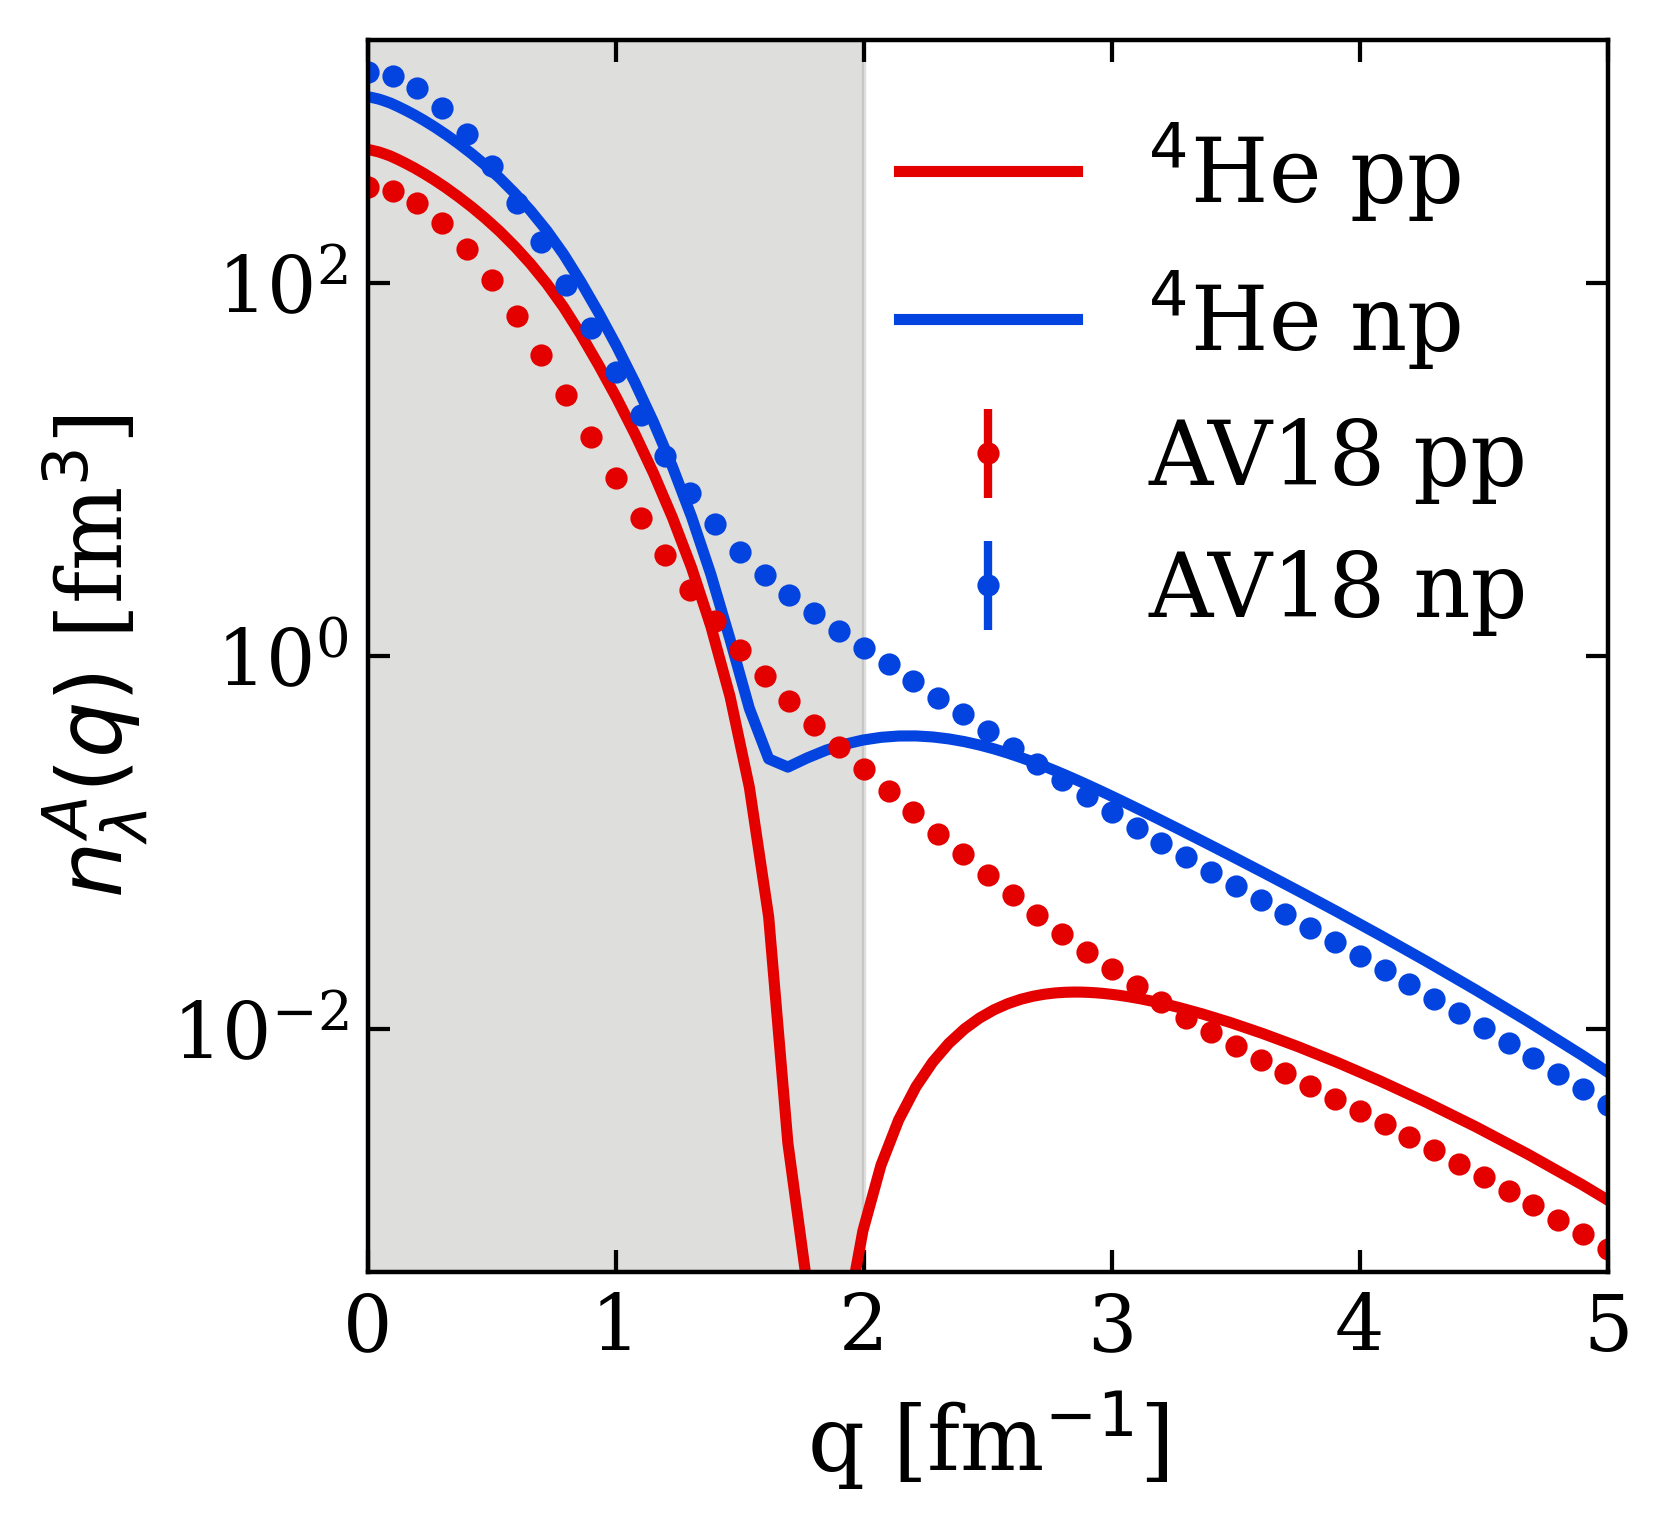 ⁴He pp
⁴He np
AV18 pp
AV18 np
10²
10⁰
10⁻²
n_λ^A(q) [fm³]
0 1 2 3 4 5
q [fm⁻¹]